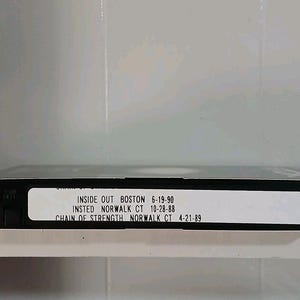 INSIDE OUT BOSTON 6-19-90
INSTED NORWALK CT 10-28-88
CHAIN OF STRENGTH NORWALK CT 4-21-89